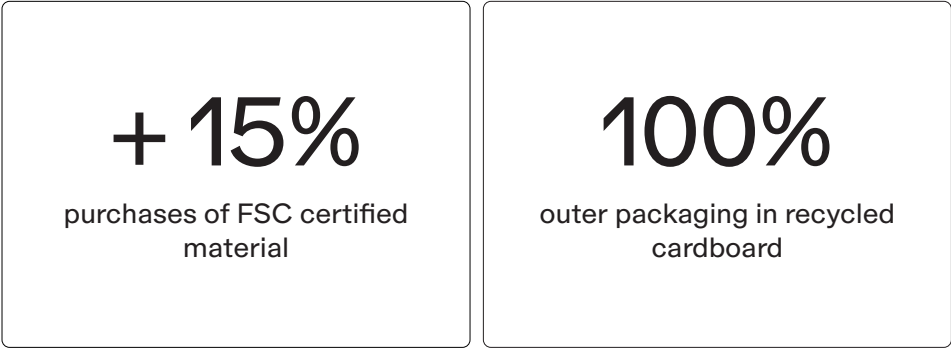 + 15%
purchases of FSC certified
material
100%
outer packaging in recycled
cardboard